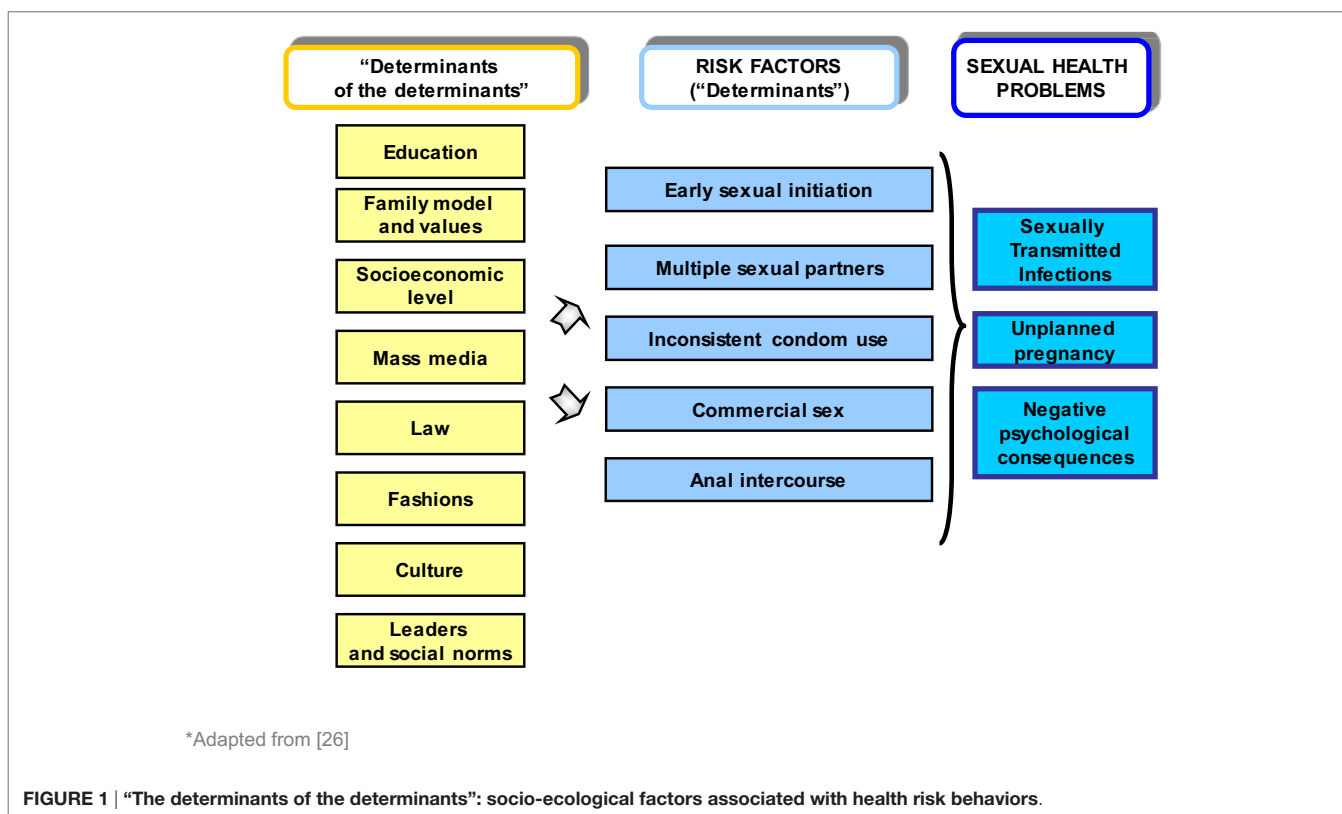 “Determinants
of the determinants”
RISK FACTORS
(“Determinants”)
SEXUAL HEALTH
PROBLEMS
Education
Family model
and values
Socioeconomic
level
Mass media
Law
Fashions
Culture
Leaders
and social norms
Early sexual initiation
Multiple sexual partners
Inconsistent condom use
Commercial sex
Anal intercourse
Sexually
Transmitted
Infections
Unplanned
pregnancy
Negative
psychological
consequences
*Adapted from [26]
FIGURE 1 | “The determinants of the determinants”: socio-ecological factors associated with health risk behaviors.